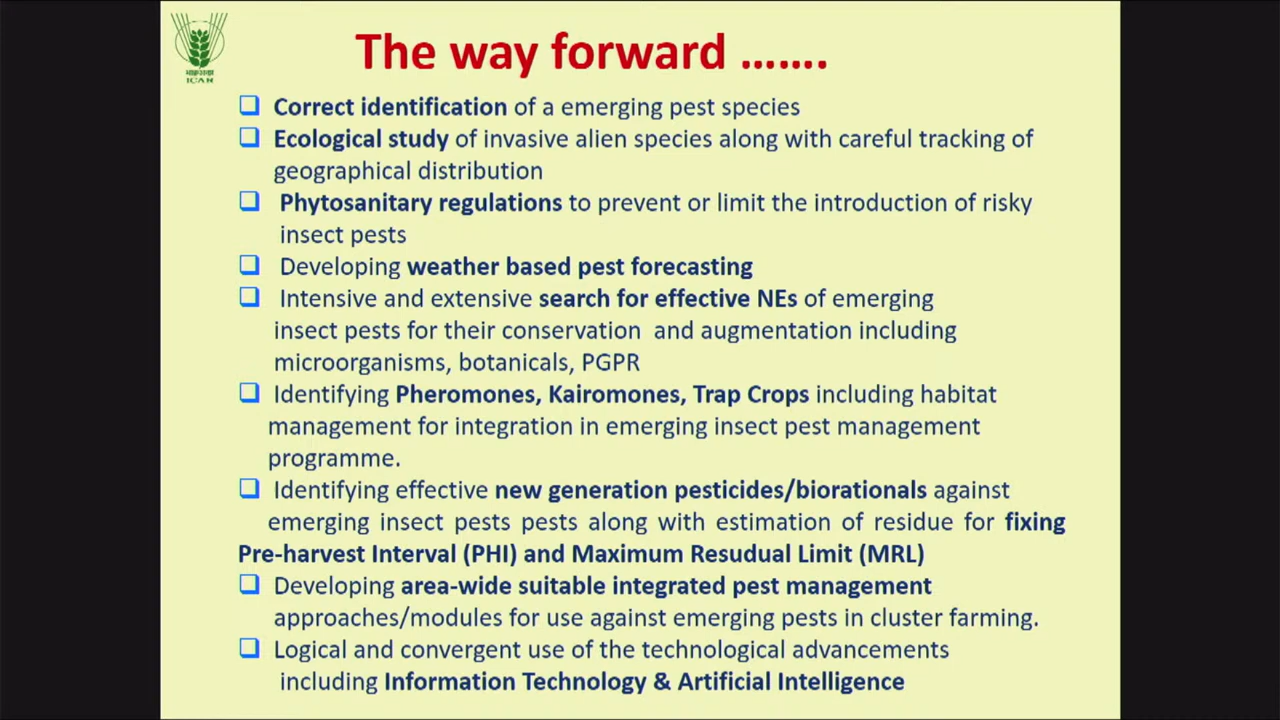 The way forward …….
भाकृअनुप
ICAR
Correct identification of a emerging pest species
Ecological study of invasive alien species along with careful tracking of
geographical distribution
Phytosanitary regulations to prevent or limit the introduction of risky
insect pests
Developing weather based pest forecasting
Intensive and extensive search for effective NEs of emerging
insect pests for their conservation and augmentation including
microorganisms, botanicals, PGPR
Identifying Pheromones, Kairomones, Trap Crops including habitat
management for integration in emerging insect pest management
programme.
Identifying effective new generation pesticides/biorationals against
emerging insect pests pests along with estimation of residue for fixing
Pre-harvest Interval (PHI) and Maximum Resudual Limit (MRL)
Developing area-wide suitable integrated pest management
approaches/modules for use against emerging pests in cluster farming.
Logical and convergent use of the technological advancements
including Information Technology & Artificial Intelligence